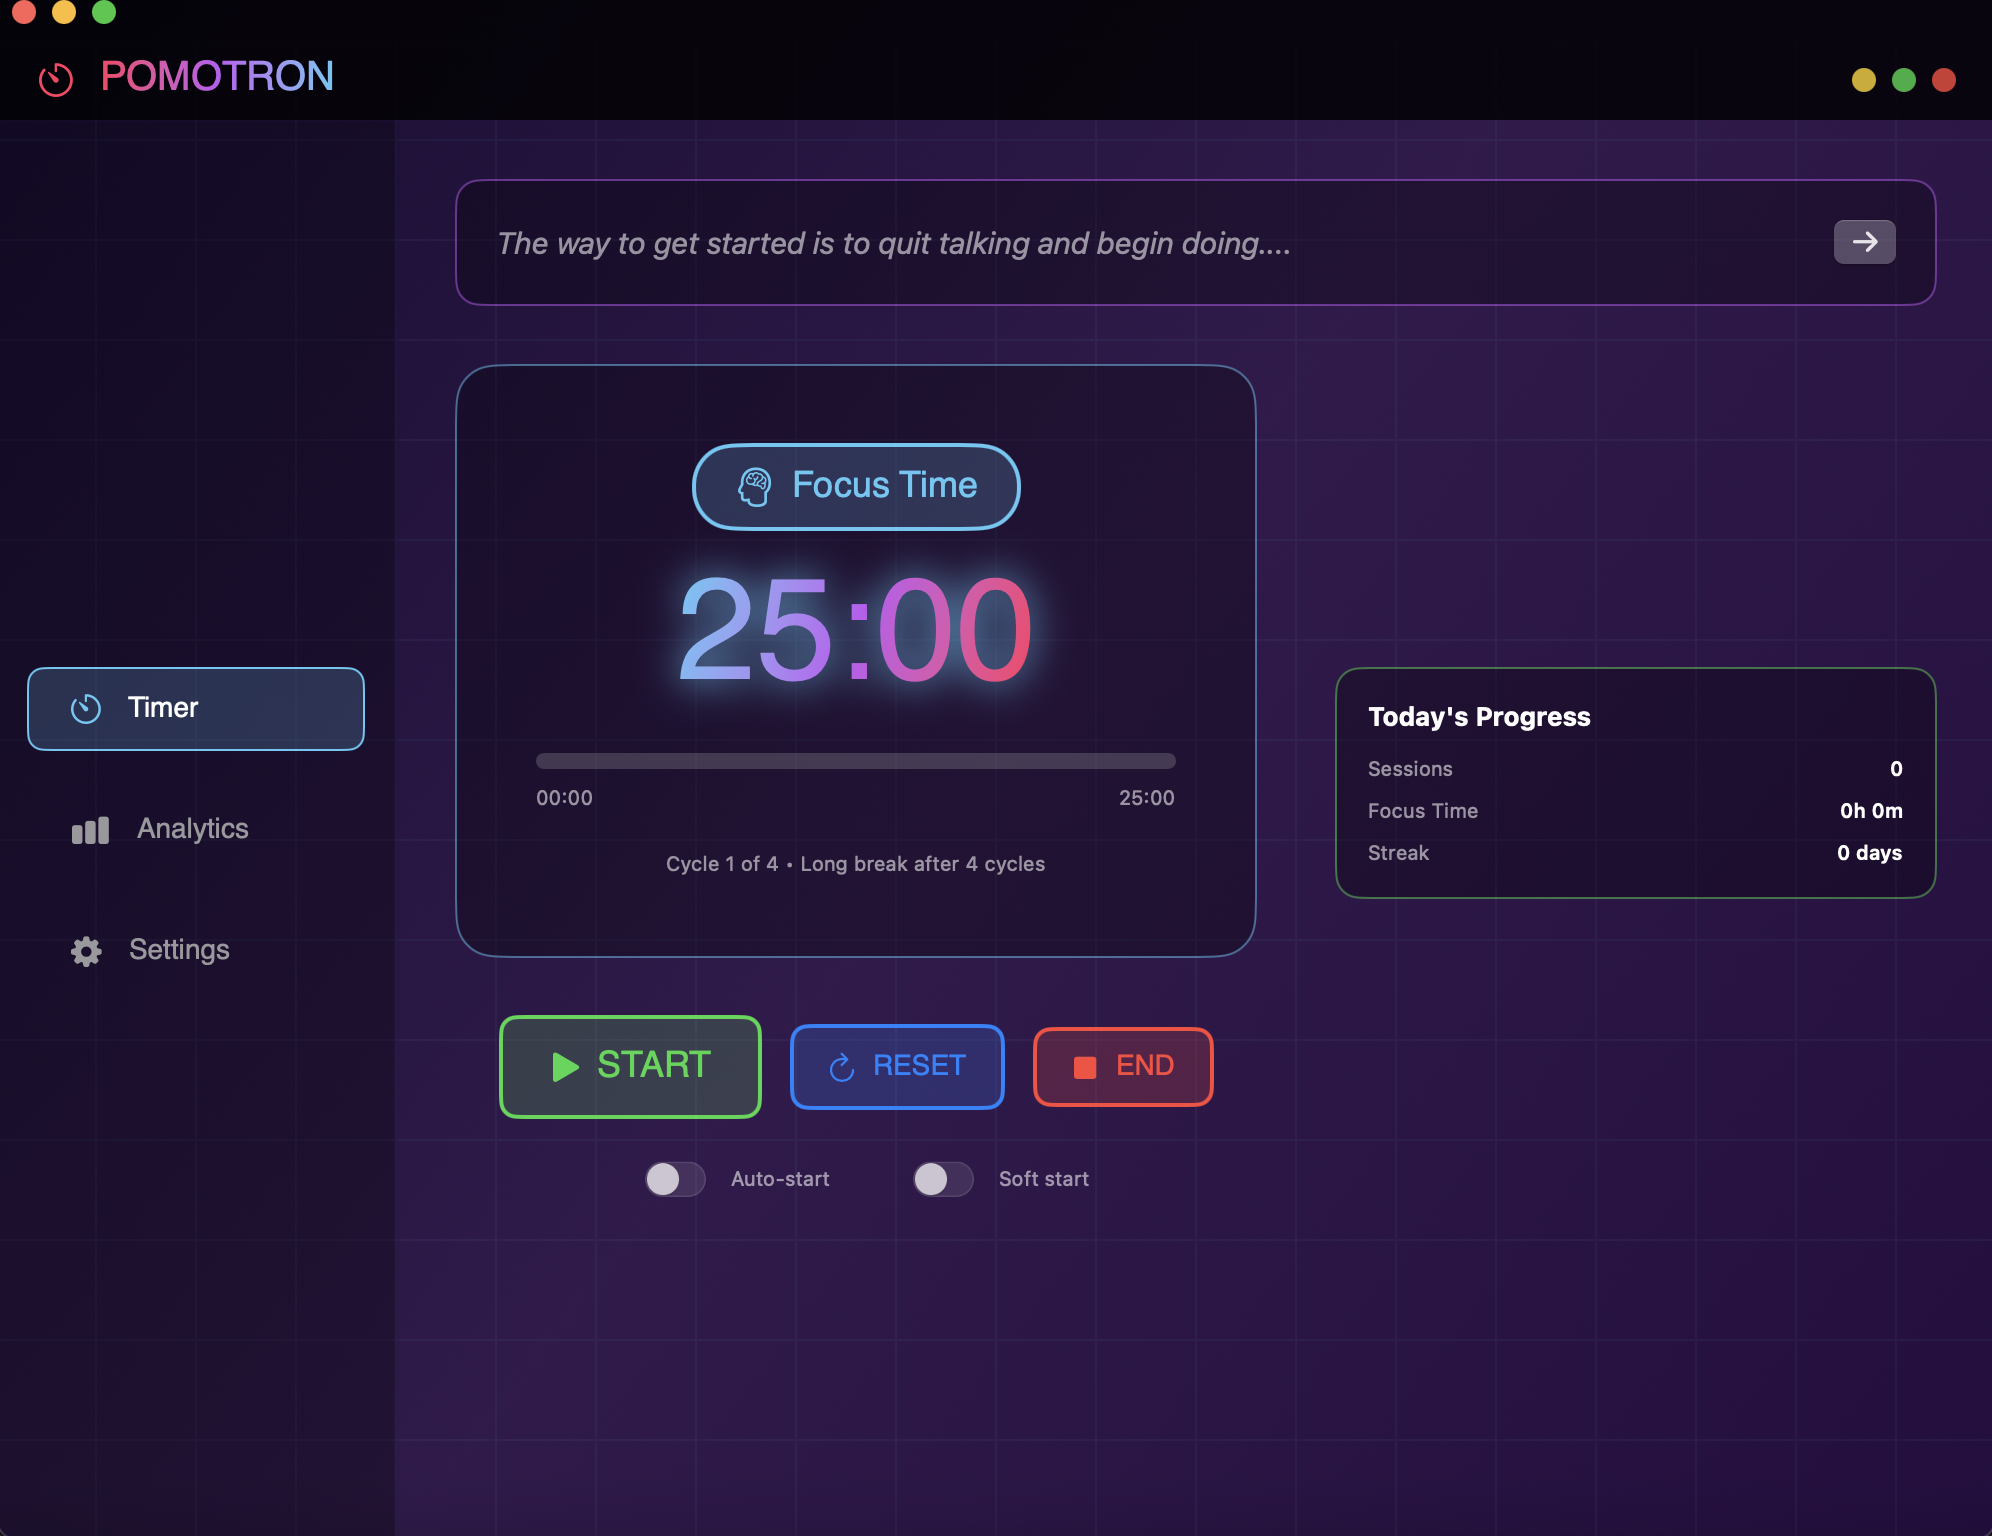 POMOTRON
The way to get started is to quit talking and begin doing....
Focus Time
25:00
00:00 25:00
Cycle 1 of 4 • Long break after 4 cycles
Timer
Analytics
Settings
Today's Progress
Sessions 0
Focus Time 0h 0m
Streak 0 days
START RESET END
Auto-start Soft start